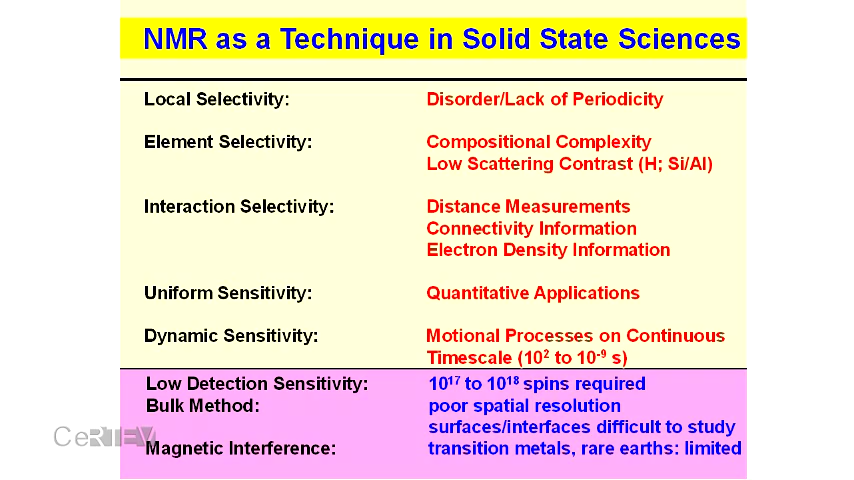 NMR as a Technique in Solid State Sciences
Local Selectivity: Disorder/Lack of Periodicity
Element Selectivity: Compositional Complexity
Low Scattering Contrast (H; Si/Al)
Interaction Selectivity: Distance Measurements
Connectivity Information
Electron Density Information
Uniform Sensitivity: Quantitative Applications
Dynamic Sensitivity: Motional Processes on Continuous
Timescale (10² to 10⁻⁹ s)
Low Detection Sensitivity: 10¹⁷ to 10¹⁸ spins required
Bulk Method: poor spatial resolution
surfaces/interfaces difficult to study
CeRTEV
Magnetic Interference: transition metals, rare earths: limited